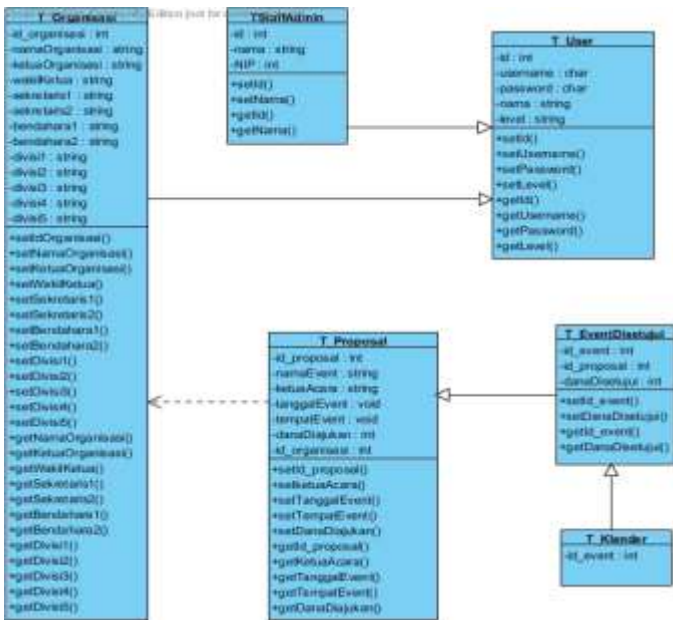 T_Organisasi
-id_organisasi : int
-namaOrganisasi : string
-ketuaOrganisasi : string
-wakilKetua : string
-sekretaris1 : string
-sekretaris2 : string
-bendahara1 : string
-bendahara2 : string
-divisi1 : string
-divisi2 : string
-divisi3 : string
-divisi4 : string
-divisi5 : string
+setIdOrganisasi()
+setNamaOrganisasi()
+setKetuaOrganisasi()
+setWakilKetua()
+setSekretaris1()
+setSekretaris2()
+setBendahara1()
+setBendahara2()
+setDivisi1()
+setDivisi2()
+setDivisi3()
+setDivisi4()
+setDivisi5()
+getNamaOrganisasi()
+getKetuaOrganisasi()
+getWakilKetua()
+getSekretaris1()
+getSekretaris2()
+getBendahara1()
+getBendahara2()
+getDivisi1()
+getDivisi2()
+getDivisi3()
+getDivisi4()
+getDivisi5()
TStaffAdmin
-id : int
-nama : string
-NIP : int
+setId()
+setNama()
+getId()
+getNama()
T_User
-id : int
-username : char
-password : char
-nama : string
-level : string
+setId()
+setUsername()
+setPassword()
+setLevel()
+getId()
+getUsername()
+getPassword()
+getLevel()
T_Proposal
-id_proposal : int
-namaEvent : string
-ketuaAcara : string
-tanggalEvent : void
-tempatEvent : void
-danaDiajukan : int
-id_organisasi : int
+setId_proposal()
+setketuaAcara()
+setTanggalEvent()
+setTempatEvent()
+setDanaDiajukan()
+getId_proposal()
+getKetuaAcara()
+getTanggalEvent()
+getTempatEvent()
+getDanaDiajukan()
T_EventDisetujui
-id_event : int
-id_proposal : int
-danaDisetujui : int
+setId_event()
+setDanaDisetujui()
+getId_event()
+getDanaDisetujui()
T_Klender
-id_event : int